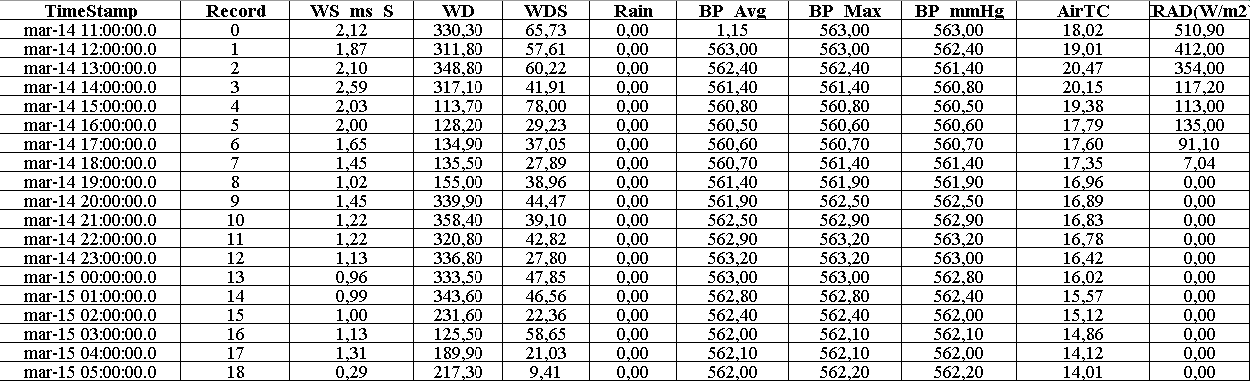 TimeStamp Record WS_ms_S WD WDS Rain BP_Avg BP_Max BP_mmHg AirTC RAD(W/m2
mar-14 11:00:00.0 0 2,12 330,30 65,73 0,00 1,15 563,00 563,00 18,02 510,90
mar-14 12:00:00.0 1 1,87 311,80 57,61 0,00 563,00 563,00 562,40 19,01 412,00
mar-14 13:00:00.0 2 2,10 348,80 60,22 0,00 562,40 562,40 561,40 20,47 354,00
mar-14 14:00:00.0 3 2,59 317,10 41,91 0,00 561,40 561,40 560,80 20,15 117,20
mar-14 15:00:00.0 4 2,03 113,70 78,00 0,00 560,80 560,80 560,50 19,38 113,00
mar-14 16:00:00.0 5 2,00 128,20 29,23 0,00 560,50 560,60 560,60 17,79 135,00
mar-14 17:00:00.0 6 1,65 134,90 37,05 0,00 560,60 560,70 560,70 17,60 91,10
mar-14 18:00:00.0 7 1,45 135,50 27,89 0,00 560,70 561,40 561,40 17,35 7,04
mar-14 19:00:00.0 8 1,02 155,00 38,96 0,00 561,40 561,90 561,90 16,96 0,00
mar-14 20:00:00.0 9 1,45 339,90 44,47 0,00 561,90 562,50 562,50 16,89 0,00
mar-14 21:00:00.0 10 1,22 358,40 39,10 0,00 562,50 562,90 562,90 16,83 0,00
mar-14 22:00:00.0 11 1,22 320,80 42,82 0,00 562,90 563,20 563,20 16,78 0,00
mar-14 23:00:00.0 12 1,13 336,80 27,80 0,00 563,20 563,20 563,00 16,42 0,00
mar-15 00:00:00.0 13 0,96 333,50 47,85 0,00 563,00 563,00 562,80 16,02 0,00
mar-15 01:00:00.0 14 0,99 343,60 46,56 0,00 562,80 562,80 562,40 15,57 0,00
mar-15 02:00:00.0 15 1,00 231,60 22,36 0,00 562,40 562,40 562,00 15,12 0,00
mar-15 03:00:00.0 16 1,13 125,50 58,65 0,00 562,00 562,10 562,10 14,86 0,00
mar-15 04:00:00.0 17 1,31 189,90 21,03 0,00 562,10 562,10 562,00 14,12 0,00
mar-15 05:00:00.0 18 0,29 217,30 9,41 0,00 562,00 562,20 562,20 14,01 0,00